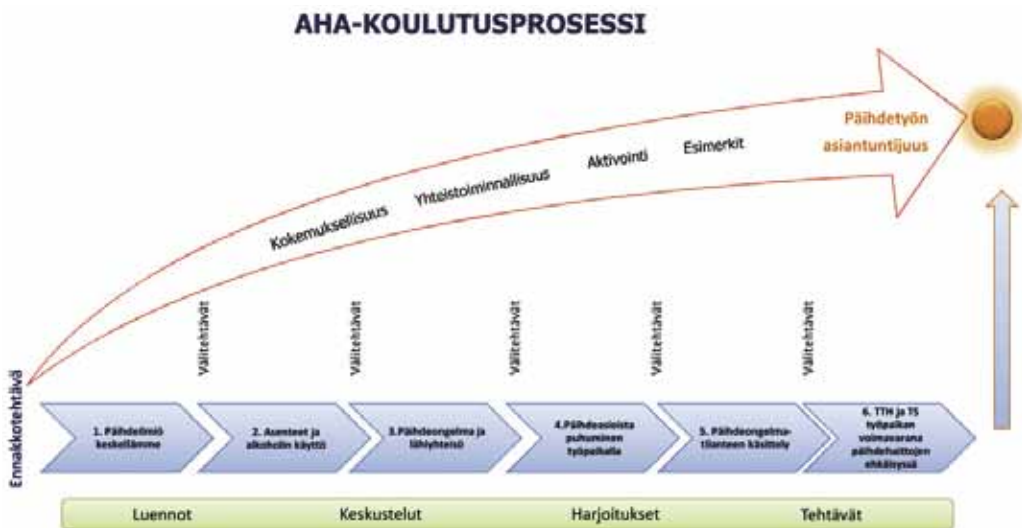 AHA-KOULUTUSPROSESSI
Päihdetyön
asiantuntijuus
Kokemuksellisuus
Yhteistoiminnallisuus
Aktivointi
Esimerkit
Ennakkotehtävä
Välitehtävät
Välitehtävät
Välitehtävät
Välitehtävät
Välitehtävät
1. Päihdeilmiö
keskellämme
2. Asenteet ja
alkoholin käyttö
3.Päihdeongelma ja
lähiyhteisö
4.Päihdeasioista
puhuminen
työpaikalla
5. Päihdeongelma-
tilanteen käsittely
6. TTH ja TS
työpaikan
voimavarana
päihdehaittojen
ehkäisyssä
Luennot
Keskustelut
Harjoitukset
Tehtävät